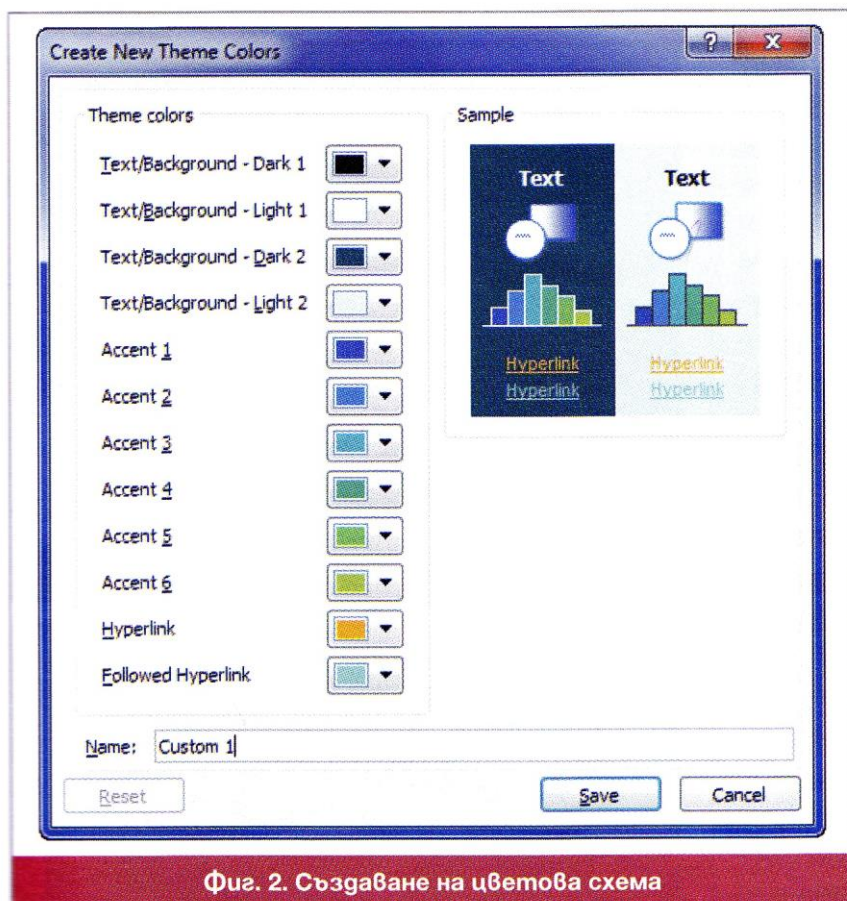 Create New Theme Colors
Theme colors
Text/Background - Dark 1
Text/Background - Light 1
Text/Background - Dark 2
Text/Background - Light 2
Accent 1
Accent 2
Accent 3
Accent 4
Accent 5
Accent 6
Hyperlink
Followed Hyperlink
Sample
Text Text
Hyperlink Hyperlink
Hyperlink Hyperlink
Name: Custom 1
Reset Save Cancel
Фиг. 2. Създаване на цветова схема